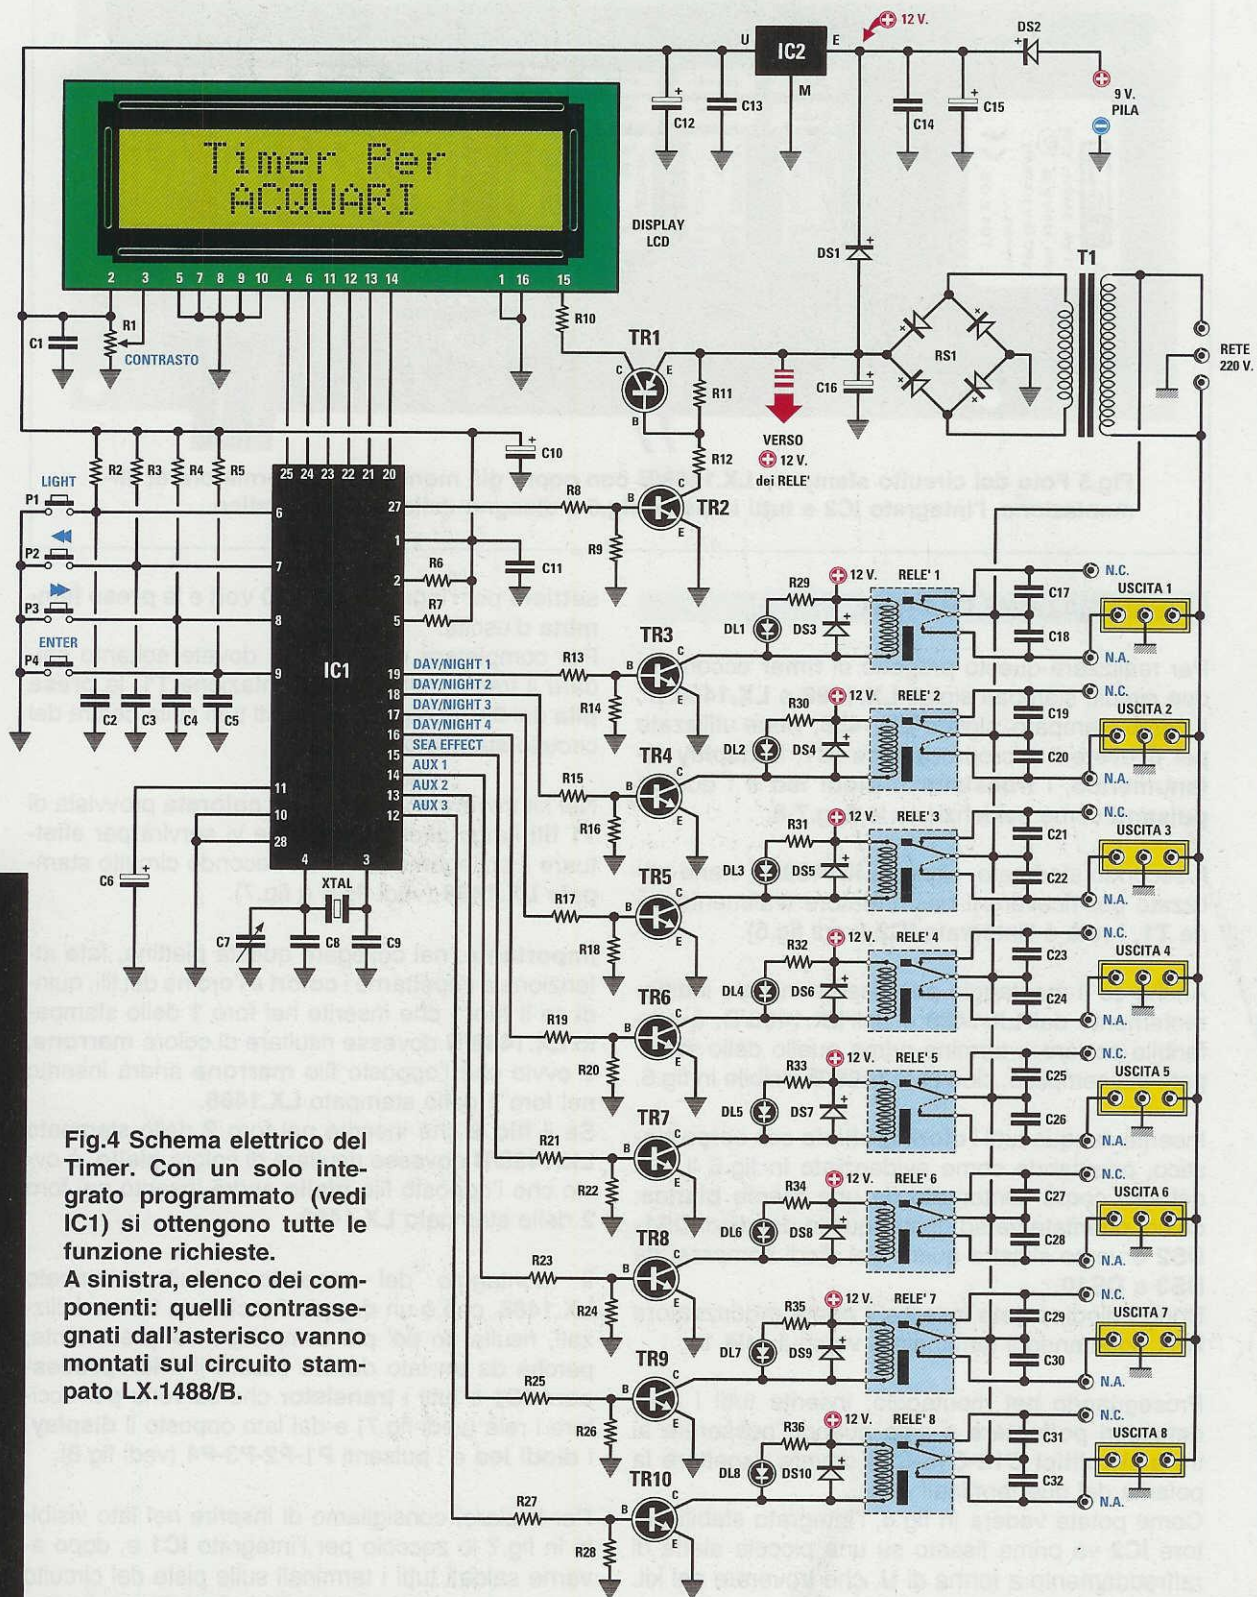 U
IC2
E
M
12 V.
DS2
9 V.
PILA
C12
C13
C14
C15
Timer Per
ACQUARI
DISPLAY
LCD
DS1
T1
2 3 5 7 8 9 10 4 6 11 12 13 14 1 16 15
C1
R1
CONTRASTO
R10
TR1
C
E
B
R11
R12
VERSO
12 V.
dei RELE'
C16
RS1
RETE
220 V.
R2
R3
R4
R5
C10
25 24 23 22 21 20
27
1
2
5
19
18
17
16
15
14
13
12
6
7
8
9
11
10
28
4
3
IC1
LIGHT
P1
P2
P3
ENTER
P4
R6
R7
C11
R8
R9
B
C
E
TR2
C2
C3
C4
C5
DAY/NIGHT 1
DAY/NIGHT 2
DAY/NIGHT 3
DAY/NIGHT 4
SEA EFFECT
AUX 1
AUX 2
AUX 3
C6
C7
XTAL
C8
C9
R13
R14
TR3
B
C
E
DL1
R29
DS3
12 V.
RELE' 1
C17
C18
N.C.
USCITA 1
N.A.
R15
R16
TR4
B
C
E
DL2
R30
DS4
12 V.
RELE' 2
C19
C20
N.C.
USCITA 2
N.A.
R17
R18
TR5
B
C
E
DL3
R31
DS5
12 V.
RELE' 3
C21
C22
N.C.
USCITA 3
N.A.
R19
R20
TR6
B
C
E
DL4
R32
DS6
12 V.
RELE' 4
C23
C24
N.C.
USCITA 4
N.A.
R21
R22
TR7
B
C
E
DL5
R33
DS7
12 V.
RELE' 5
C25
C26
N.C.
USCITA 5
N.A.
R23
R24
TR8
B
C
E
DL6
R34
DS8
12 V.
RELE' 6
C27
C28
N.C.
USCITA 6
N.A.
R25
R26
TR9
B
C
E
DL7
R35
DS9
12 V.
RELE' 7
C29
C30
N.C.
USCITA 7
N.A.
R27
R28
TR10
B
C
E
DL8
R36
DS10
12 V.
RELE' 8
C31
C32
N.C.
USCITA 8
N.A.
Fig.4 Schema elettrico del
Timer. Con un solo inte-
grato programmato (vedi
IC1) si ottengono tutte le
funzione richieste.
A sinistra, elenco dei com-
ponenti: quelli contrasse-
gnati dall'asterisco vanno
montati sul circuito stam-
pato LX.1488/B.